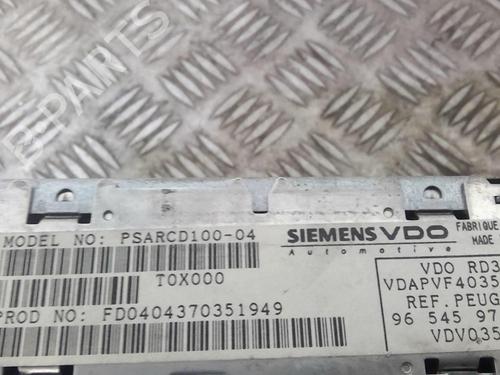 B-PARTS
MODEL NO: PSARCD100-04
SIEMENS VDO
Automotive
FABRIQUE
MADE
T0X000
PROD NO: FD0404370351949
VDO RD3
VDAPVF4035
REF.PEUG
96 545 97
VDV035